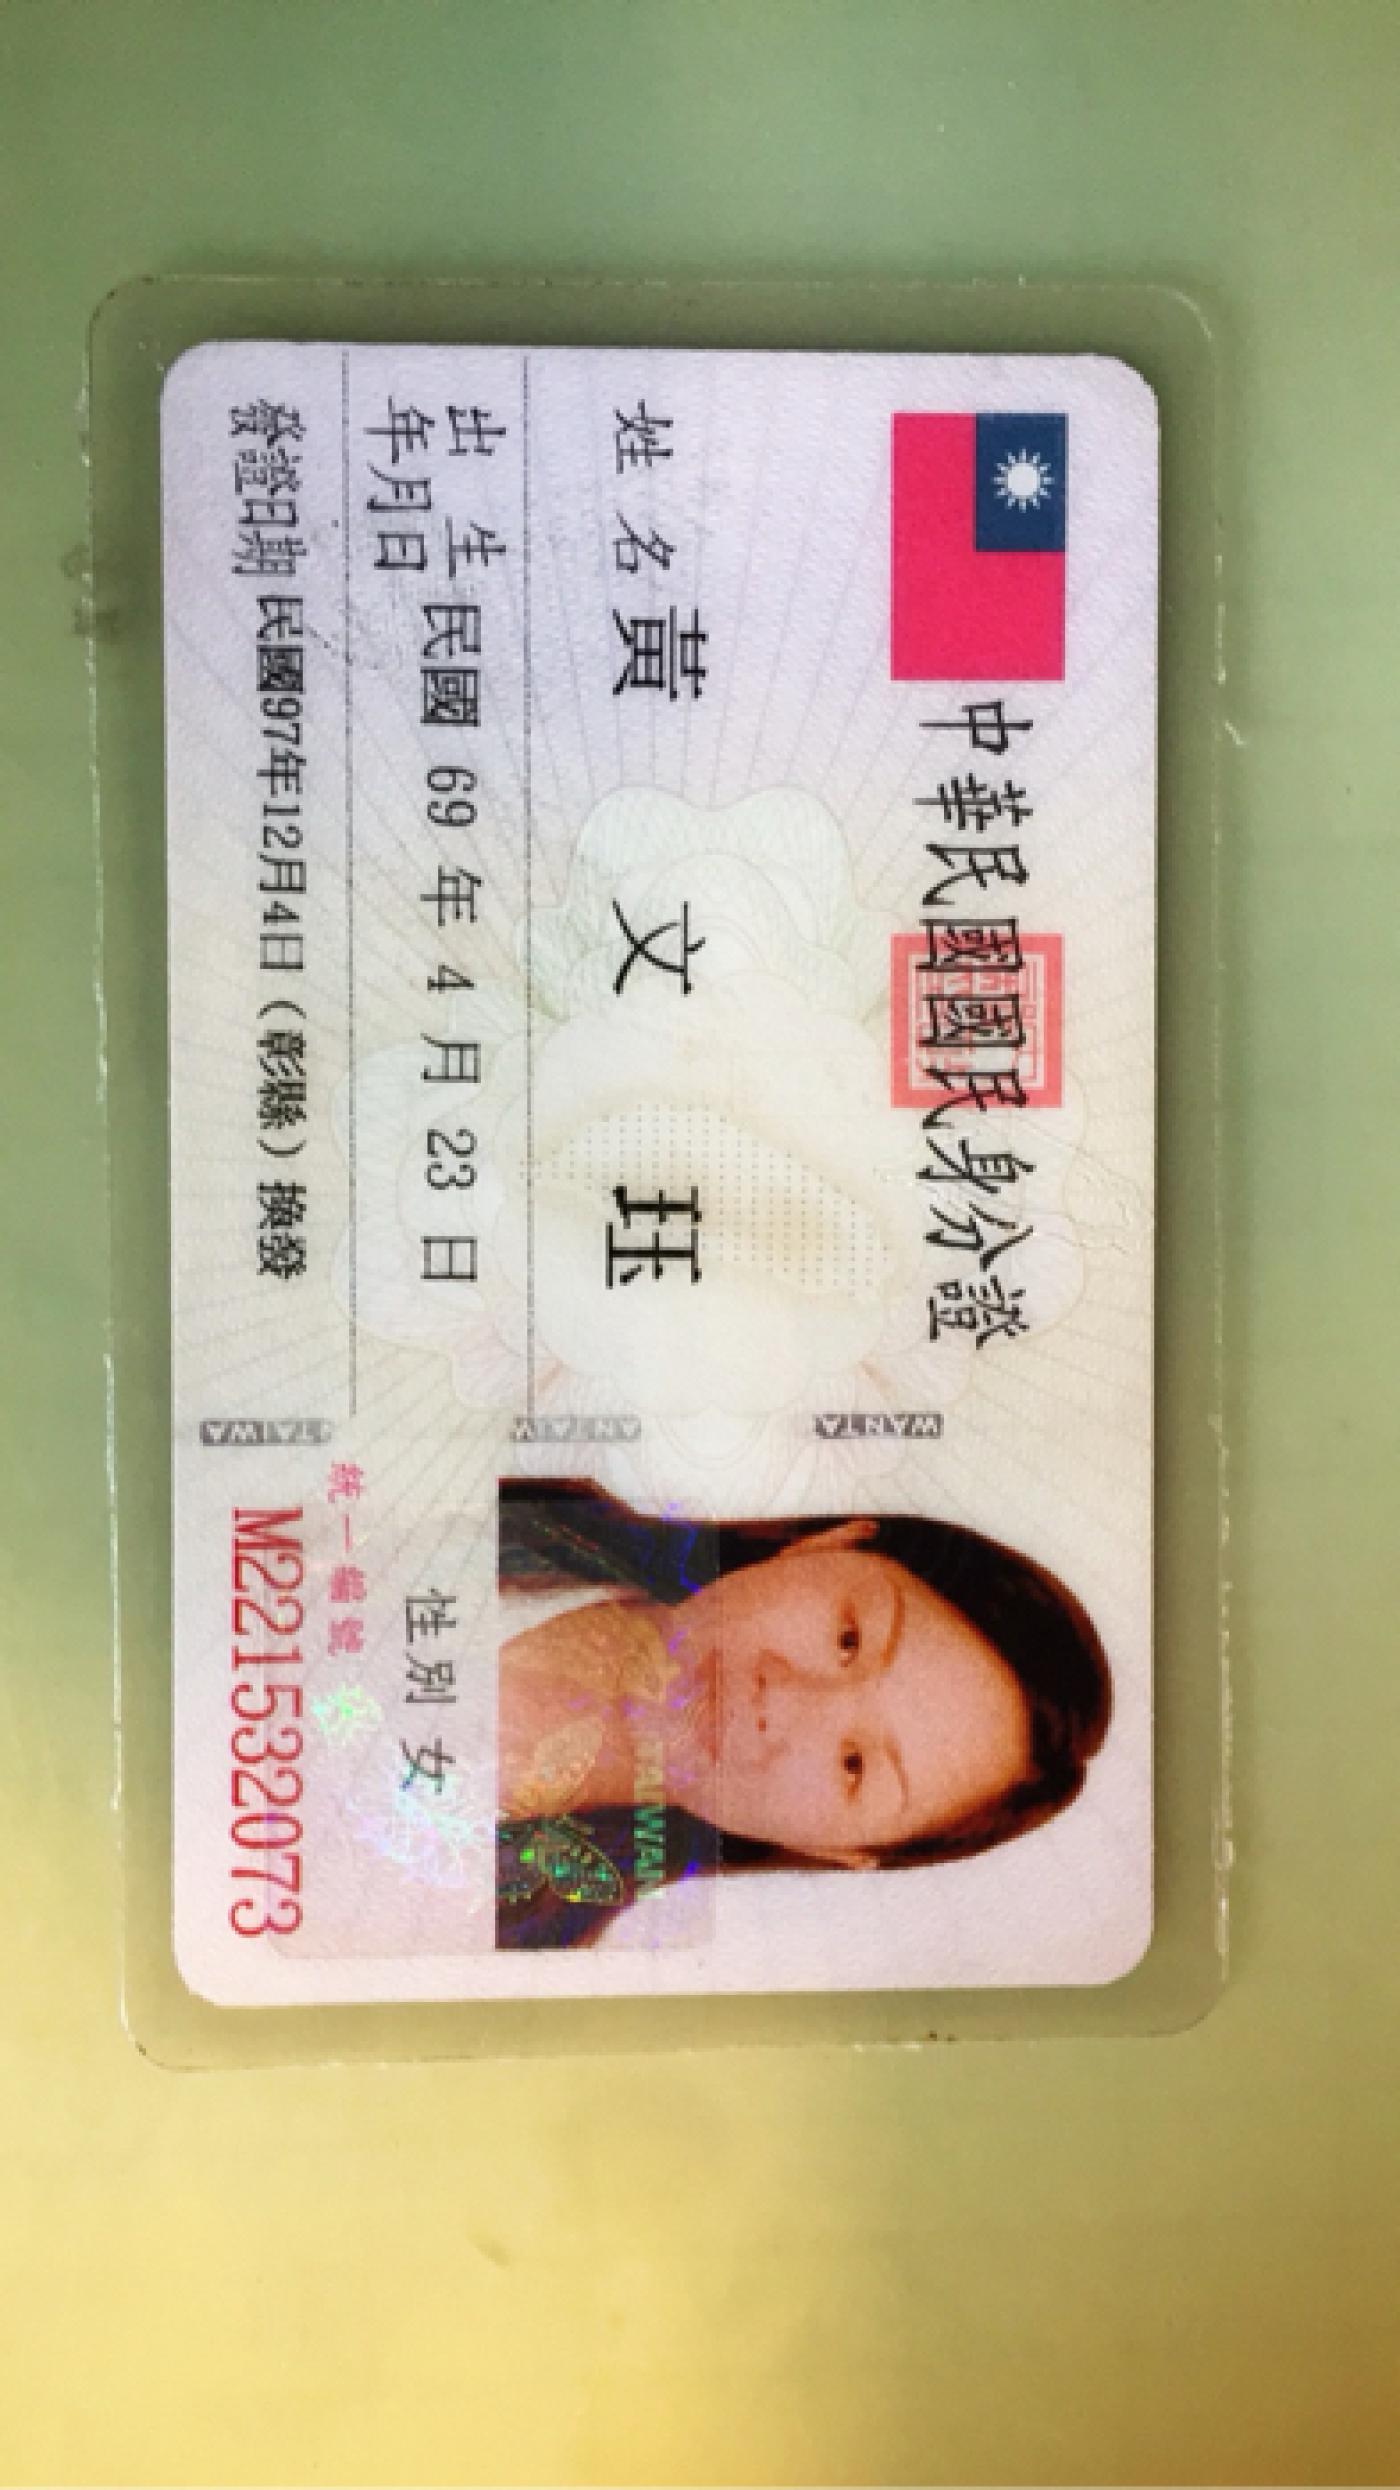 中華民國國民身分證
姓名 黃文珏
出生年月日 民國 69 年 4 月 23 日
性別 女
發證日期 民國97年12月4日（彰縣）換發
統一編號
M221532073
TAIWAN